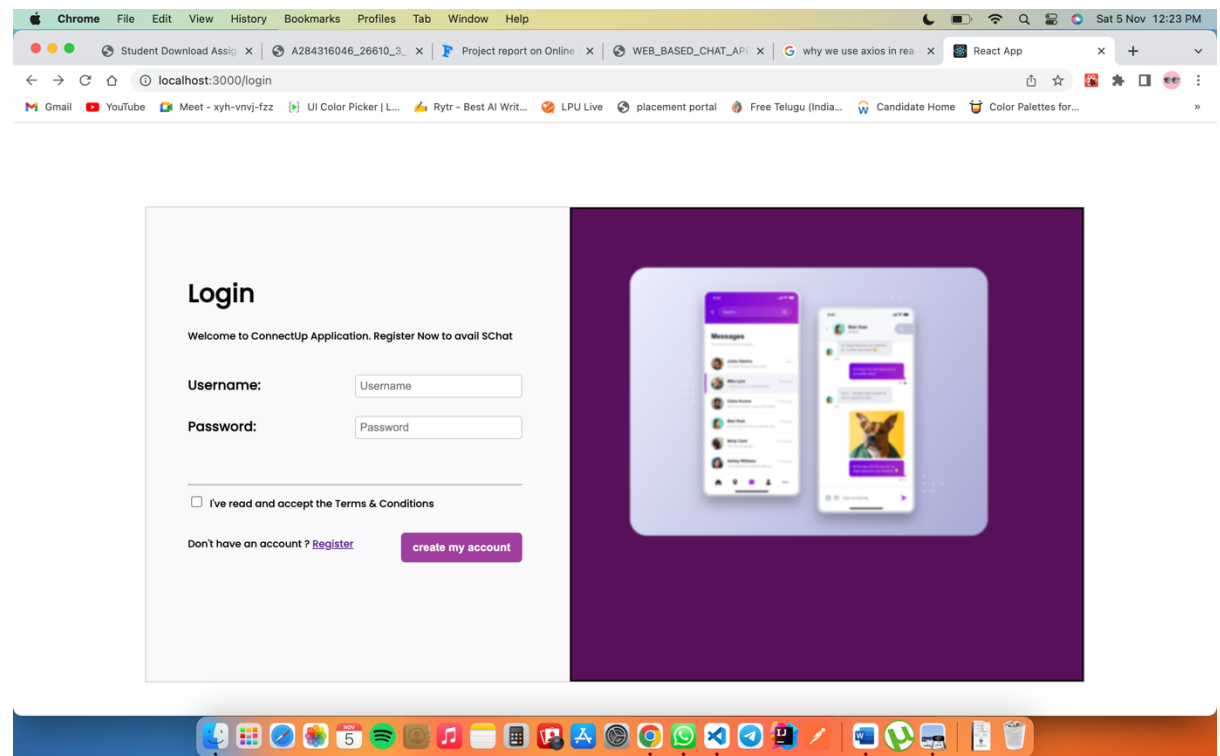 Chrome File Edit View History Bookmarks Profiles Tab Window Help Sat 5 Nov 12:23 PM
Student Download Assig A284316046_26610_3_ Project report on Online WEB_BASED_CHAT_APP why we use axios in rea React App
localhost:3000/login
Gmail YouTube Meet - xyh-vnvj-fzz UI Color Picker | L... Rytr - Best AI Writ... LPU Live placement portal Free Telugu (India... Candidate Home Color Palettes for...
Login
Welcome to ConnectUp Application. Register Now to avail SChat
Username: Username
Password: Password
I've read and accept the Terms & Conditions
Don't have an account ? Register create my account
Search...
Messages
NOV
5